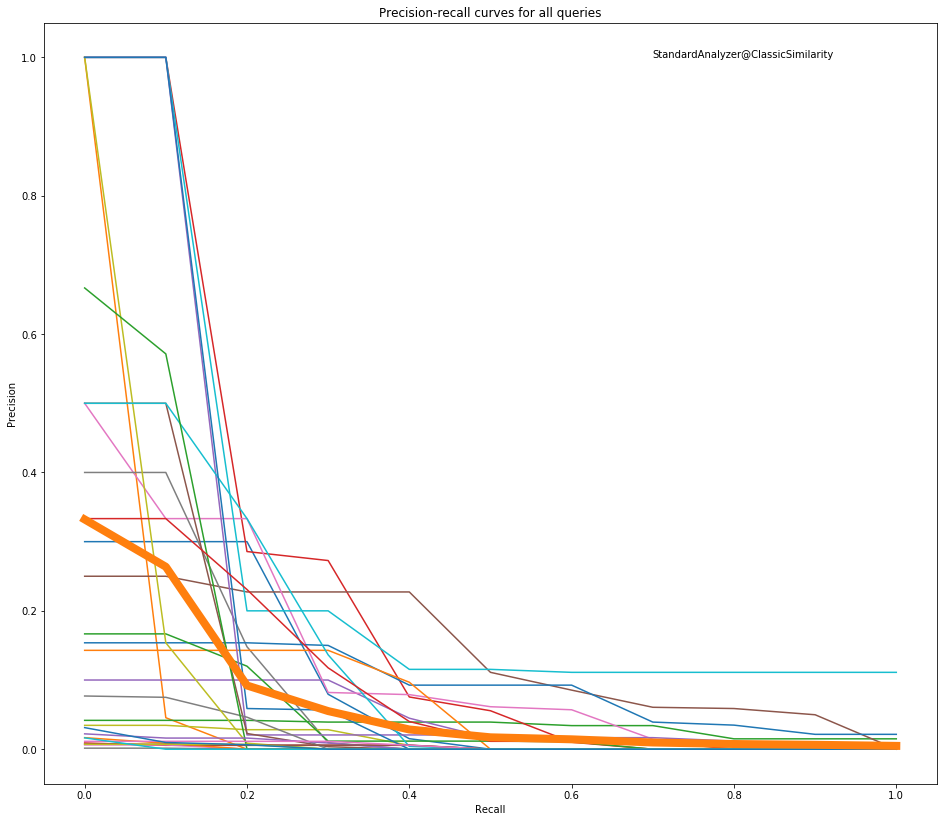 Precision-recall curves for all queries
StandardAnalyzer@ClassicSimilarity
1.0
0.8
0.6
0.4
0.2
0.0
Precision
0.0 0.2 0.4 0.6 0.8 1.0
Recall